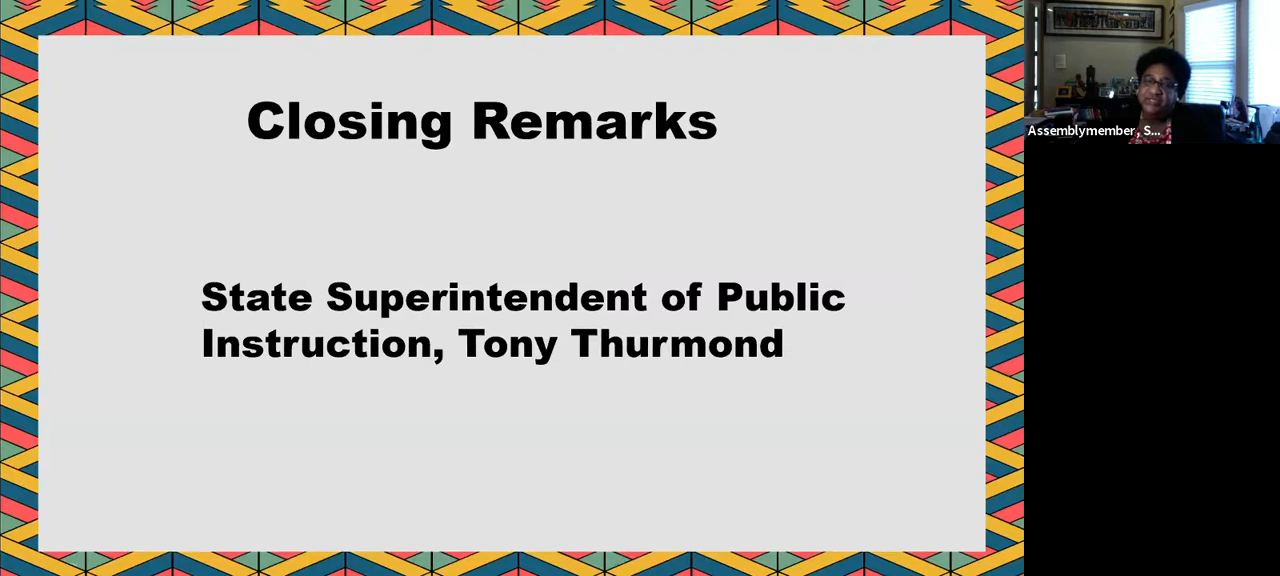 Closing Remarks
State Superintendent of Public
Instruction, Tony Thurmond
Assemblymember, S...